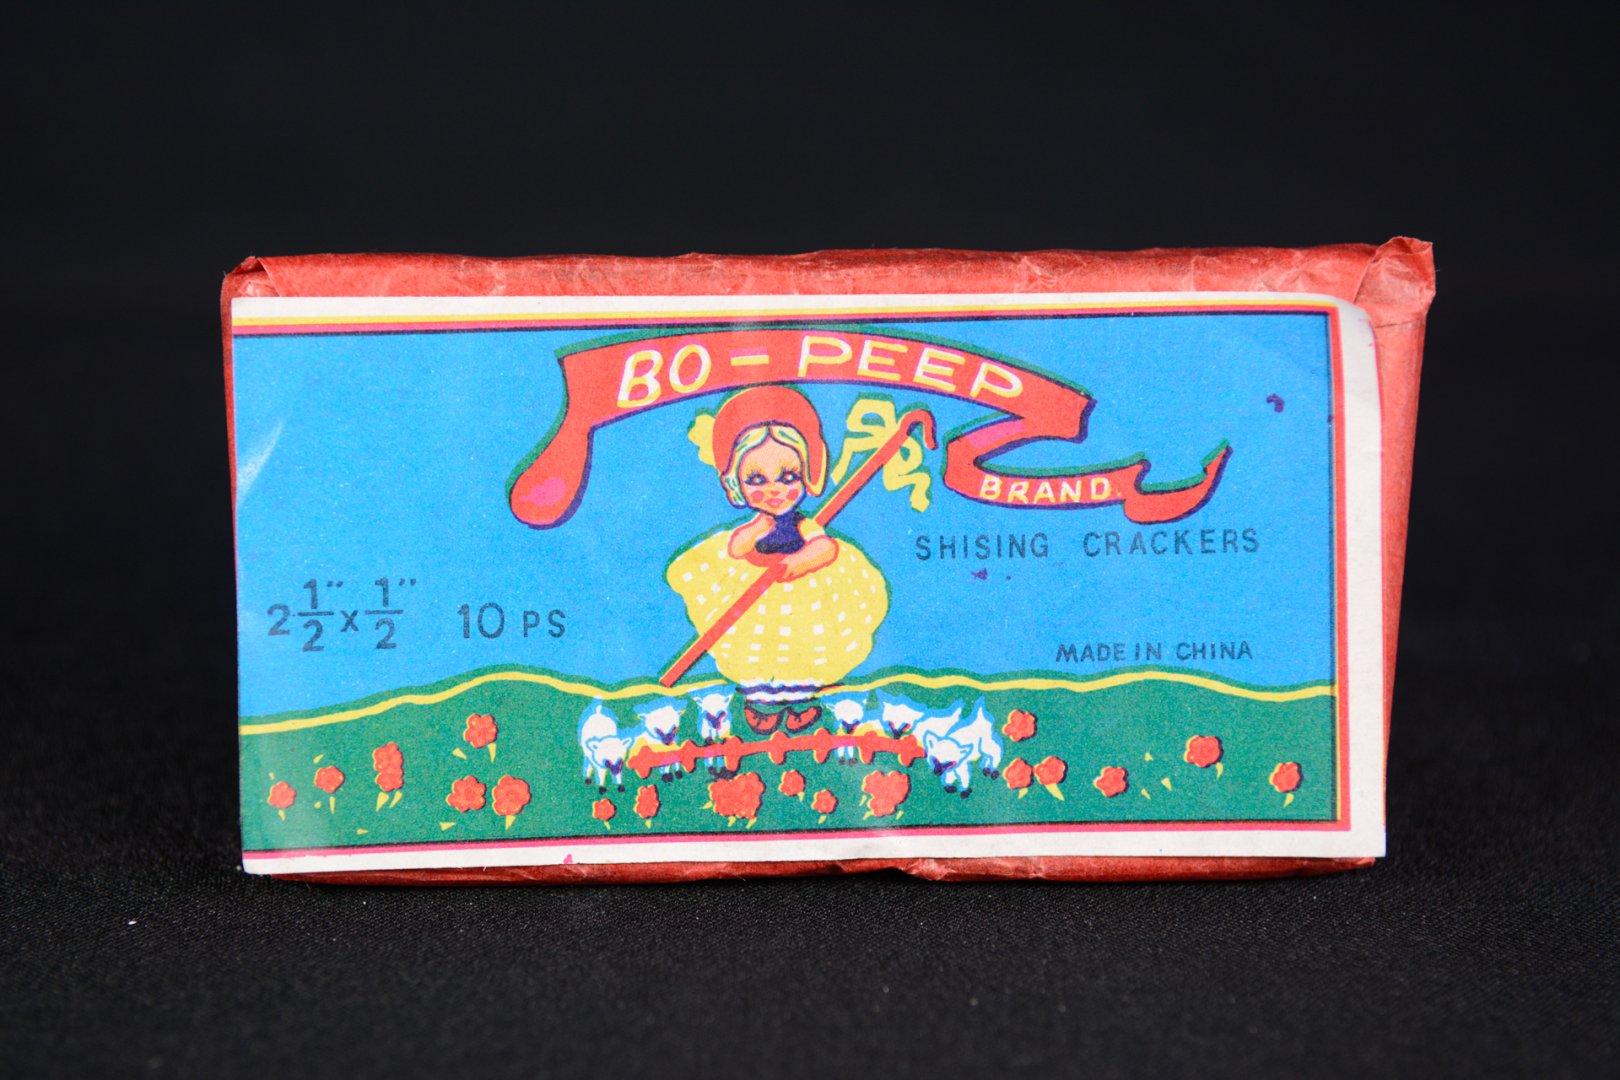 BO-PEEP
BRAND
SHISING CRACKERS
2 1/2" x 1/2" 10 PS
MADE IN CHINA